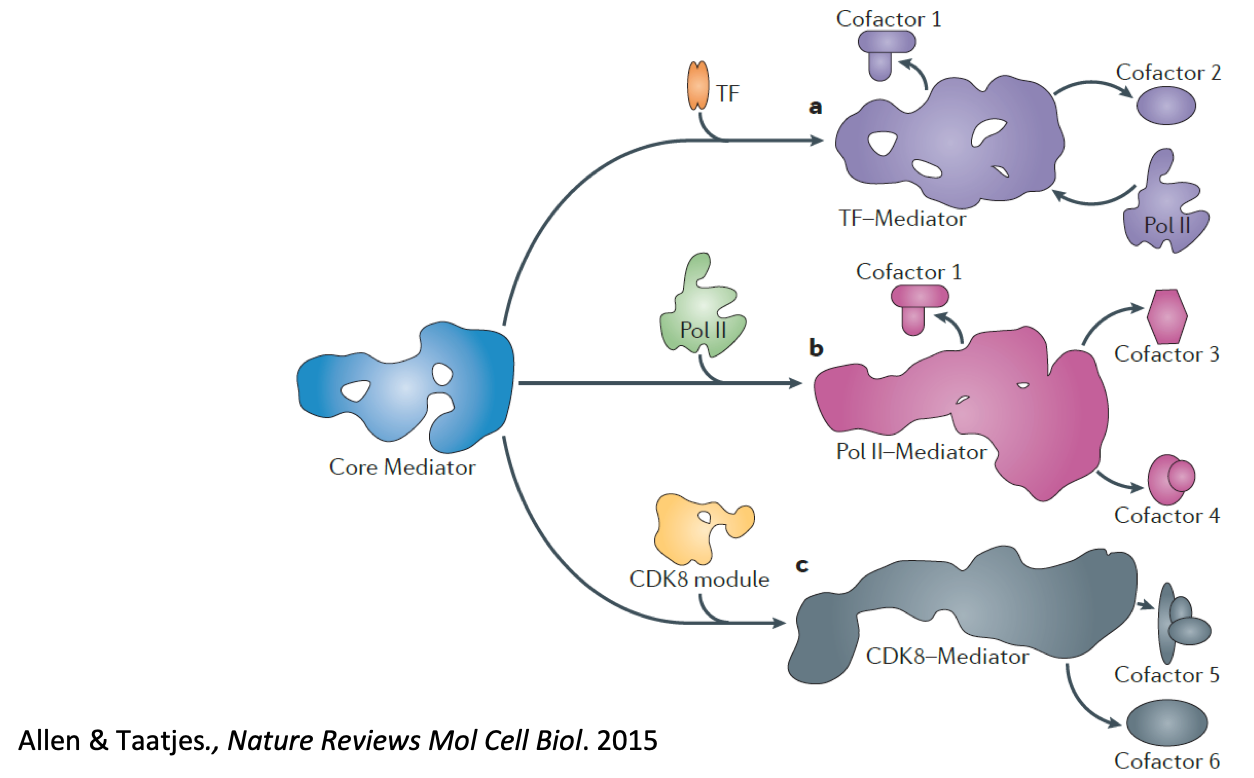 Cofactor 1
TF
a
Cofactor 2
TF–Mediator
Pol II
Cofactor 1
Pol II
b
Cofactor 3
Core Mediator
Pol II–Mediator
Cofactor 4
CDK8 module
c
CDK8–Mediator
Cofactor 5
Cofactor 6
Allen & Taatjes., Nature Reviews Mol Cell Biol. 2015